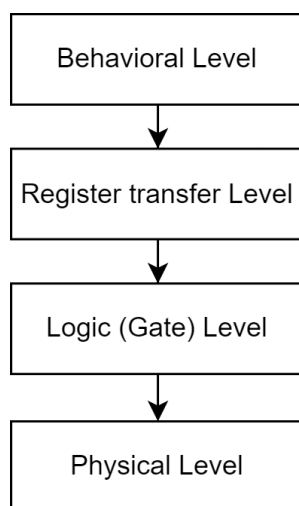 Behavioral Level
Register transfer Level
Logic (Gate) Level
Physical Level